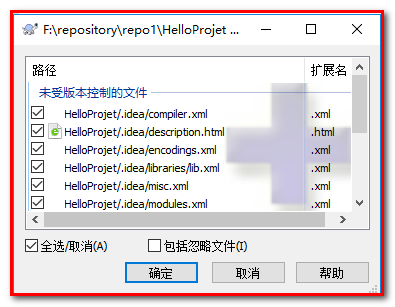 F:\repository\repo1\HelloProjet ...
路径 扩展名
未受版本控制的文件
HelloProjet/.idea/compiler.xml .xml
HelloProjet/.idea/description.html .html
HelloProjet/.idea/encodings.xml .xml
HelloProjet/.idea/libraries/lib.xml .xml
HelloProjet/.idea/misc.xml .xml
HelloProjet/.idea/modules.xml .xml
全选/取消(A) 包括忽略文件(I)
确定 取消 帮助